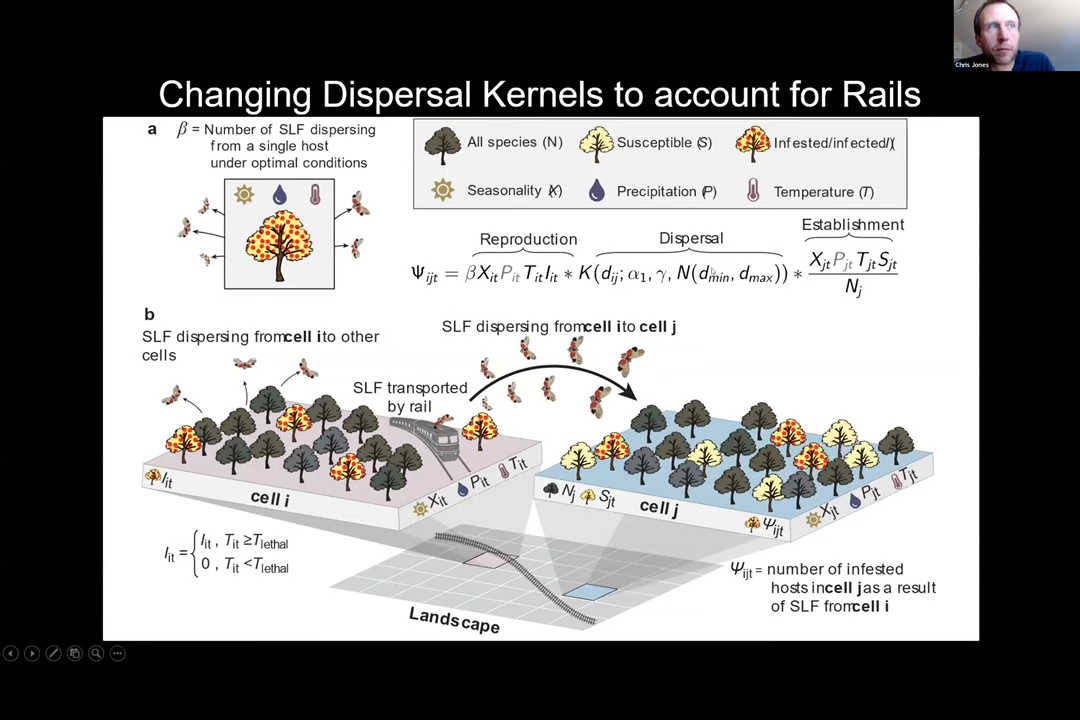 Chris Jones
Changing Dispersal Kernels to account for Rails
a
β = Number of SLF dispersing
from a single host
under optimal conditions
All species (N)
Susceptible (S)
Infested/infected/(
Seasonality (X)
Precipitation (P)
Temperature (T)
Reproduction
Dispersal
Establishment
Ψijt = βXit Pit Tit Iit * K(dij; α1, γ, N(dmin, dmax)) * Xjt Pjt Tjt Sjt
Nj
b
SLF dispersing from cell i to other
cells
SLF dispersing from cell i to cell j
SLF transported
by rail
Iit
cell i
Xit
Pit
Tit
Nj
Sjt
cell j
Ψijt
Xjt
Pjt
Tjt
Iit = { Iit , Tit ≥Tlethal
0 , Tit <Tlethal
Landscape
Ψijt = number of infested
hosts in cell j as a result
of SLF from cell i